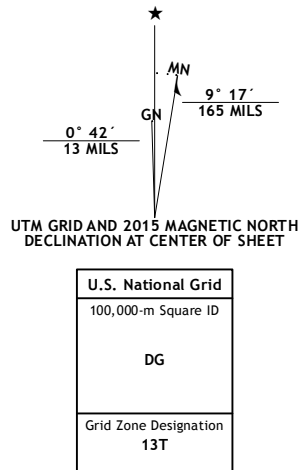 MN
GN
9° 17´
165 MILS
0° 42´
13 MILS
UTM GRID AND 2015 MAGNETIC NORTH
DECLINATION AT CENTER OF SHEET
U.S. National Grid
100,000-m Square ID
DG
Grid Zone Designation
13T